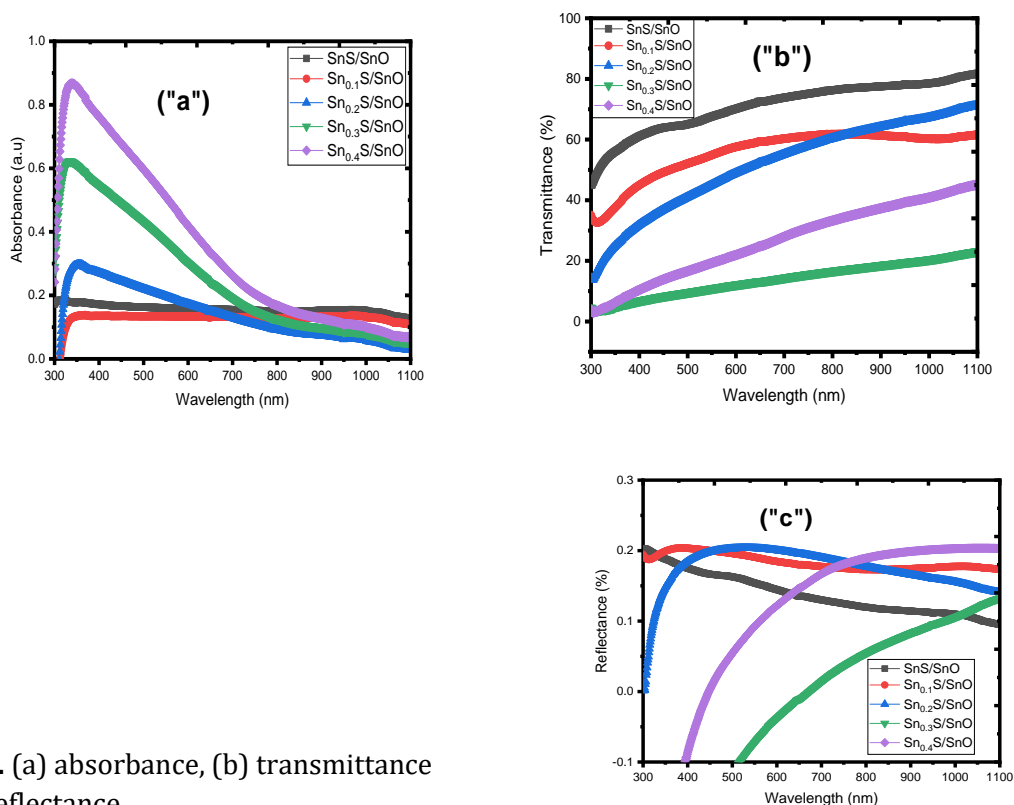 ("a")
1.0
0.8
0.6
0.4
0.2
0.0
Absorbance (a.u)
300 400 500 600 700 800 900 1000 1100
Wavelength (nm)
SnS/SnO
Sn0.1S/SnO
Sn0.2S/SnO
Sn0.3S/SnO
Sn0.4S/SnO
("b")
100
80
60
40
20
0
Transmittance (%)
300 400 500 600 700 800 900 1000 1100
Wavelength (nm)
SnS/SnO
Sn0.1S/SnO
Sn0.2S/SnO
Sn0.3S/SnO
Sn0.4S/SnO
("c")
0.3
0.2
0.1
0.0
-0.1
Reflectance (%)
300 400 500 600 700 800 900 1000 1100
Wavelength (nm)
SnS/SnO
Sn0.1S/SnO
Sn0.2S/SnO
Sn0.3S/SnO
Sn0.4S/SnO
. (a) absorbance, (b) transmittance